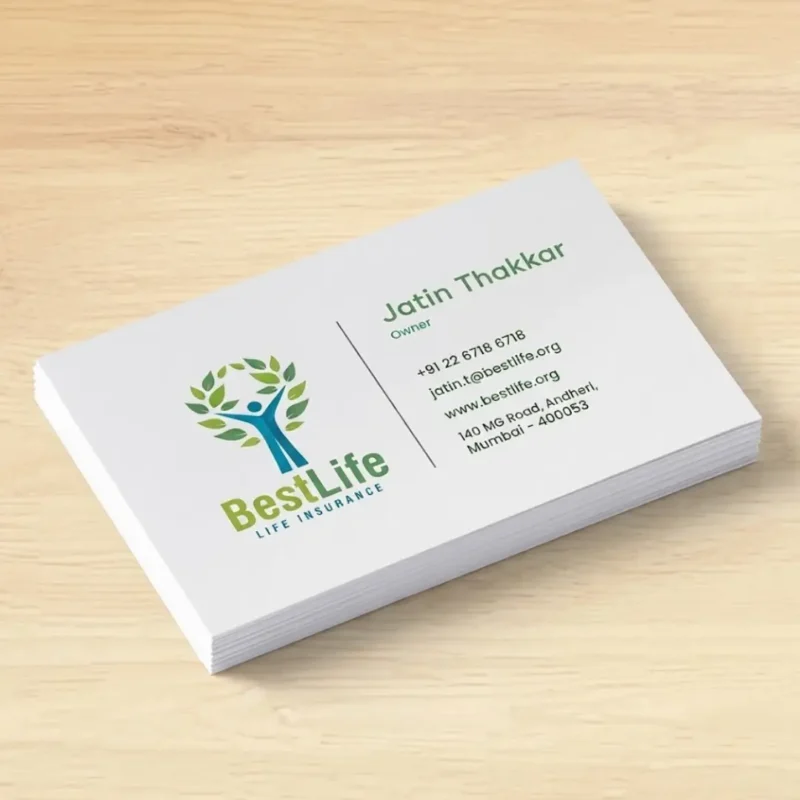 BestLife
LIFE INSURANCE
Jatin Thakkar
Owner
+91 22 6718 6718
jatin.t@bestlife.org
www.bestlife.org
140 MG Road, Andheri,
Mumbai - 400053